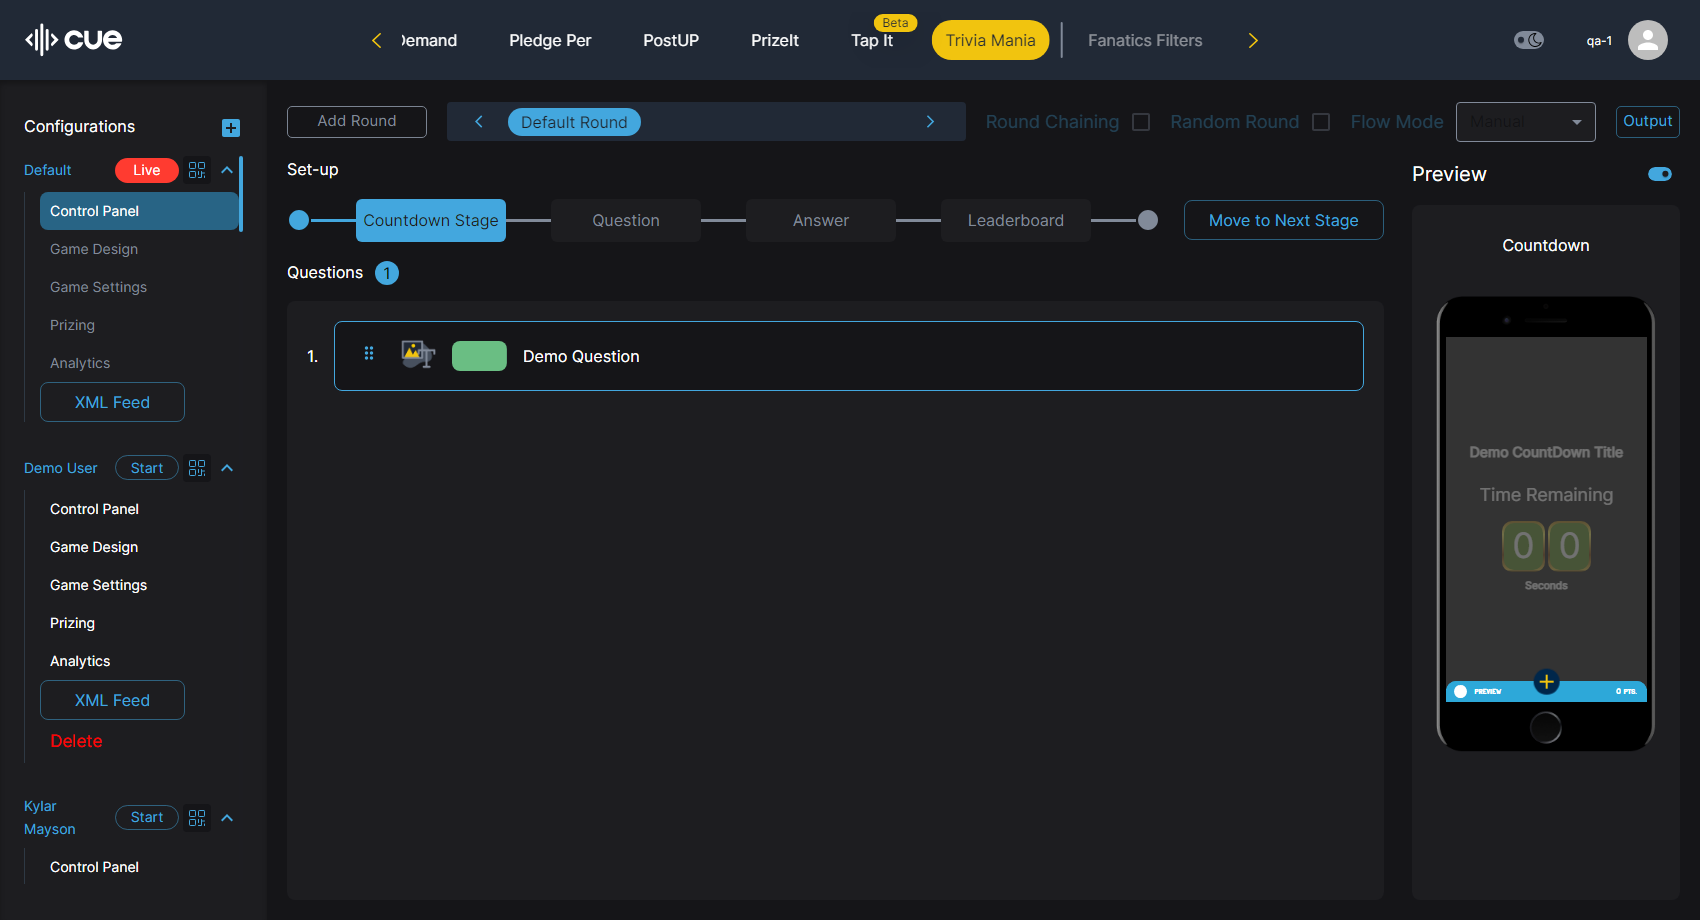 cue
Demand
Pledge Per
PostUP
PrizeIt
Tap It
Beta
Trivia Mania
Fanatics Filters
qa-1
Configurations
Default
Live
Control Panel
Game Design
Game Settings
Prizing
Analytics
XML Feed
Demo User
Start
Control Panel
Game Design
Game Settings
Prizing
Analytics
XML Feed
Delete
Kylar
Mayson
Start
Control Panel
Add Round
Default Round
Round Chaining
Random Round
Flow Mode
Manual
Output
Set-up
Countdown Stage
Question
Answer
Leaderboard
Move to Next Stage
Questions 1
1.
Demo Question
Preview
Countdown
Demo CountDown Title
Time Remaining
0 0
Seconds
PREVIEW
0 PTS.